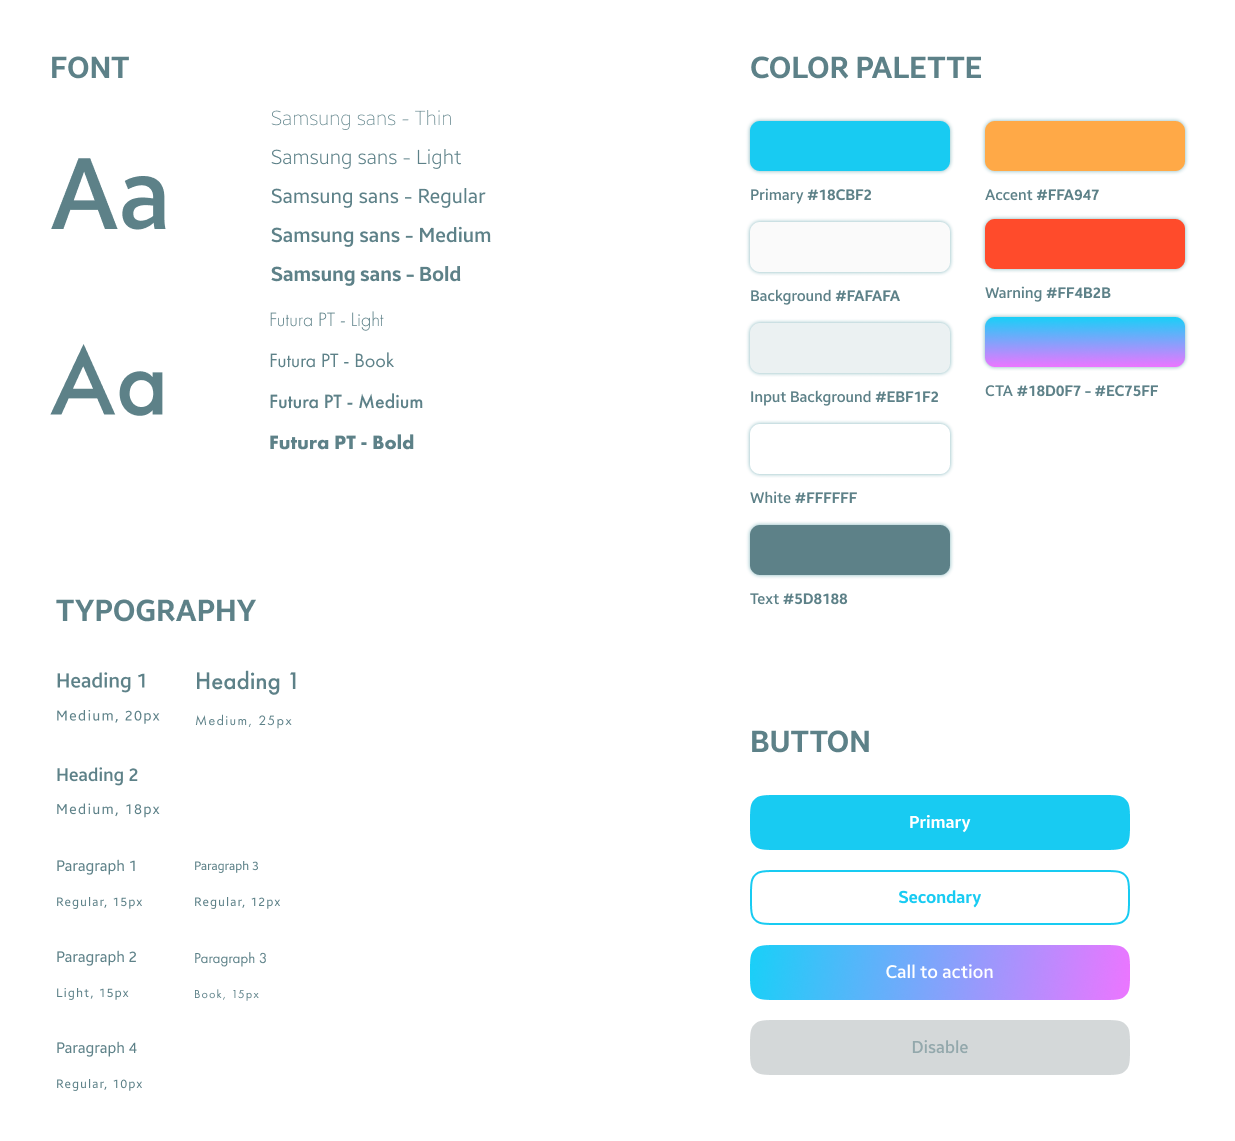 FONT
Aa
Samsung sans - Thin
Samsung sans - Light
Samsung sans - Regular
Samsung sans - Medium
Samsung sans - Bold
Aa
Futura PT - Light
Futura PT - Book
Futura PT - Medium
Futura PT - Bold
TYPOGRAPHY
Heading 1
Medium, 20px
Heading 1
Medium, 25px
Heading 2
Medium, 18px
Paragraph 1
Regular, 15px
Paragraph 3
Regular, 12px
Paragraph 2
Light, 15px
Paragraph 3
Book, 15px
Paragraph 4
Regular, 10px
COLOR PALETTE
Primary #18CBF2
Accent #FFA947
Background #FAFAFA
Warning #FF4B2B
Input Background #EBF1F2
CTA #18D0F7 - #EC75FF
White #FFFFFF
Text #5D8188
BUTTON
Primary
Secondary
Call to action
Disable